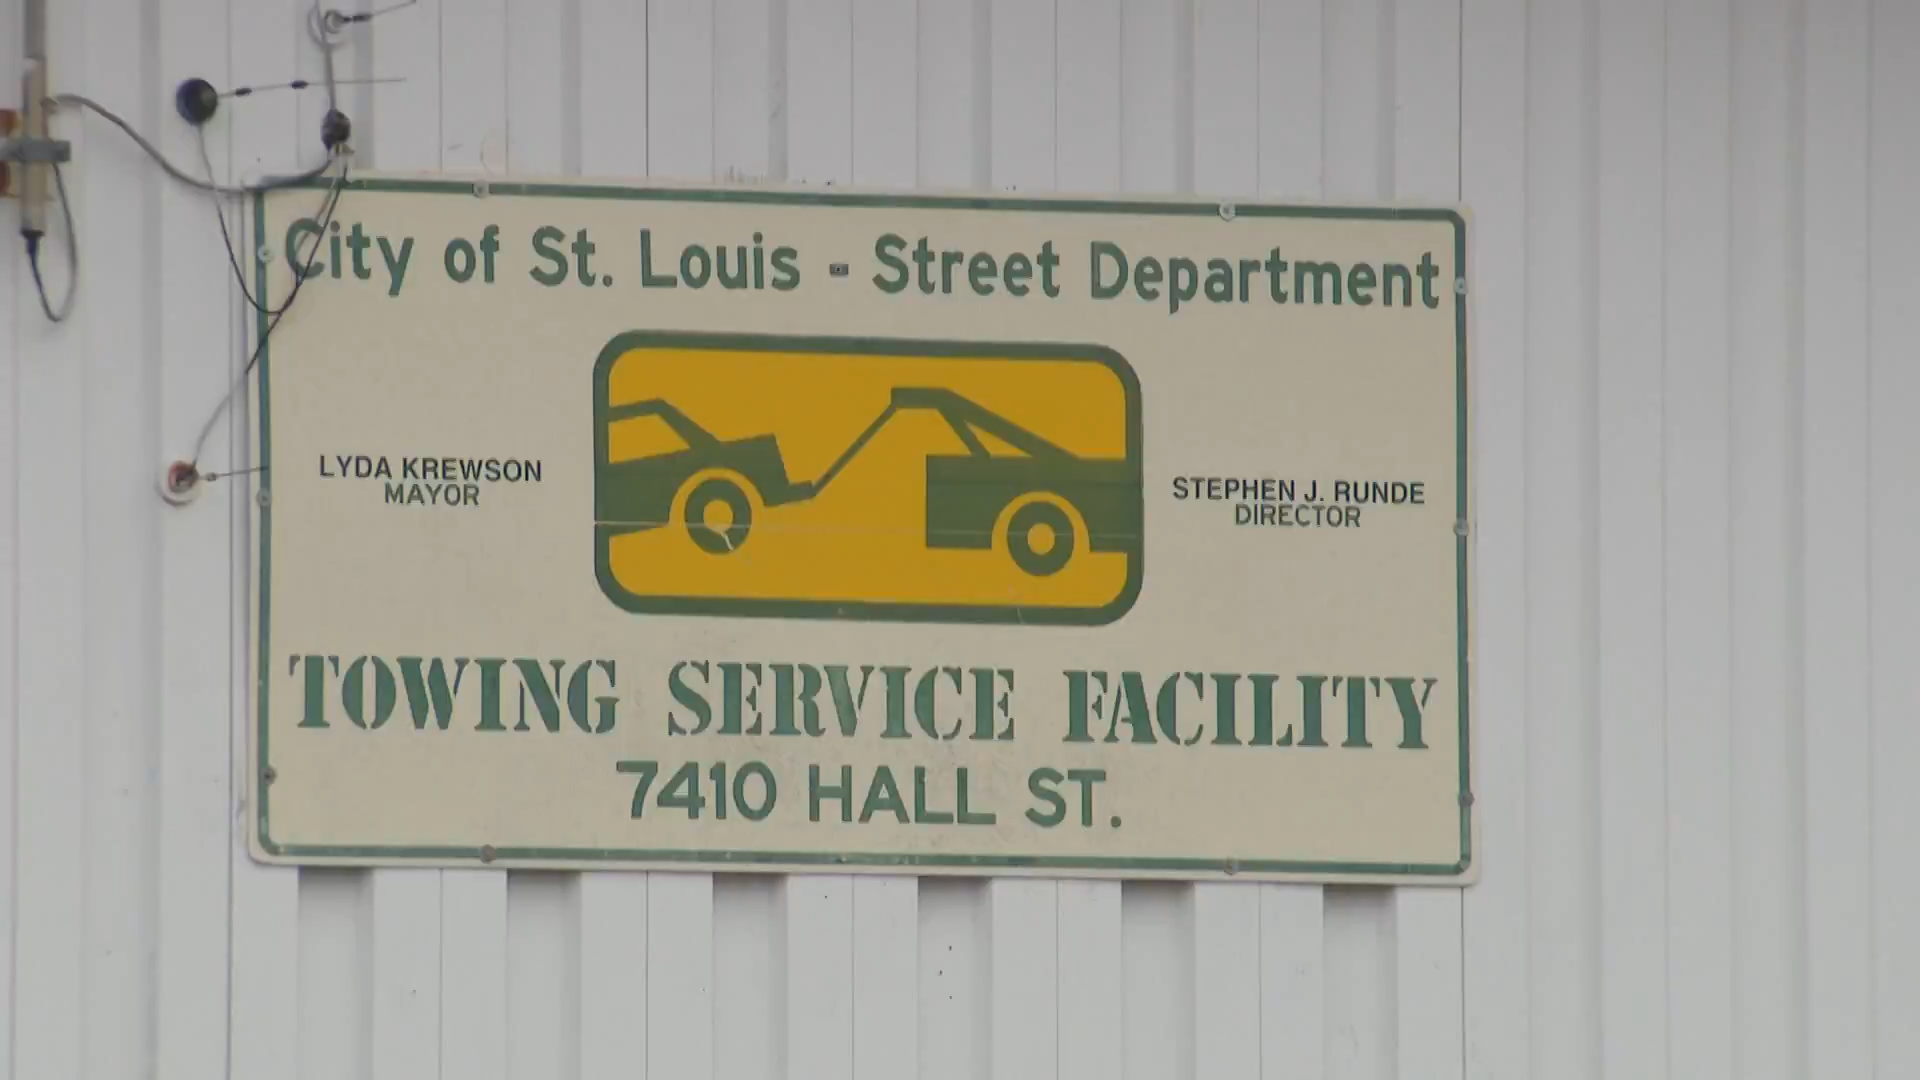 City of St. Louis - Street Department
LYDA KREWSON
MAYOR
STEPHEN J. RUNDE
DIRECTOR
TOWING SERVICE FACILITY
7410 HALL ST.